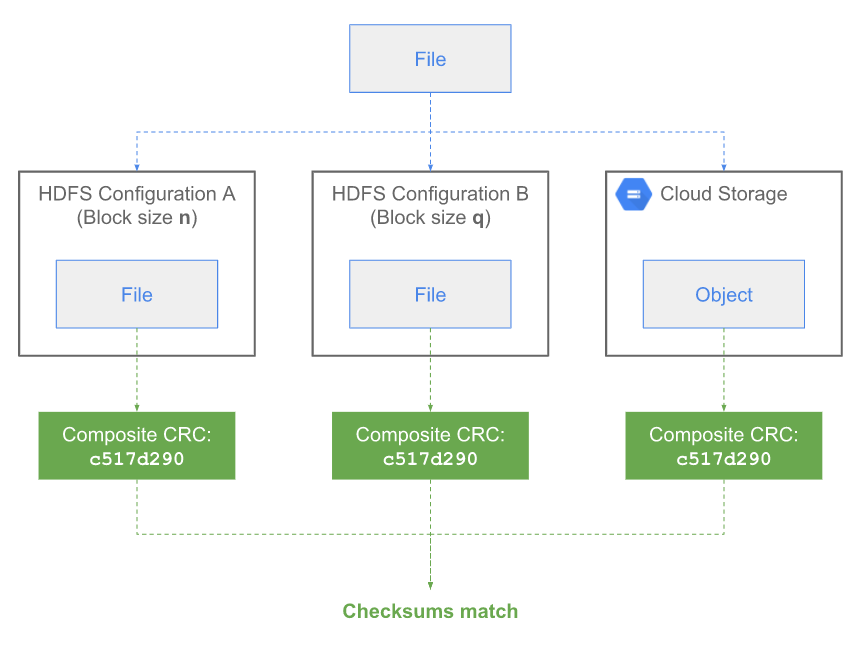 File
HDFS Configuration A
(Block size n)
HDFS Configuration B
(Block size q)
Cloud Storage
File
File
Object
Composite CRC:
c517d290
Composite CRC:
c517d290
Composite CRC:
c517d290
Checksums match